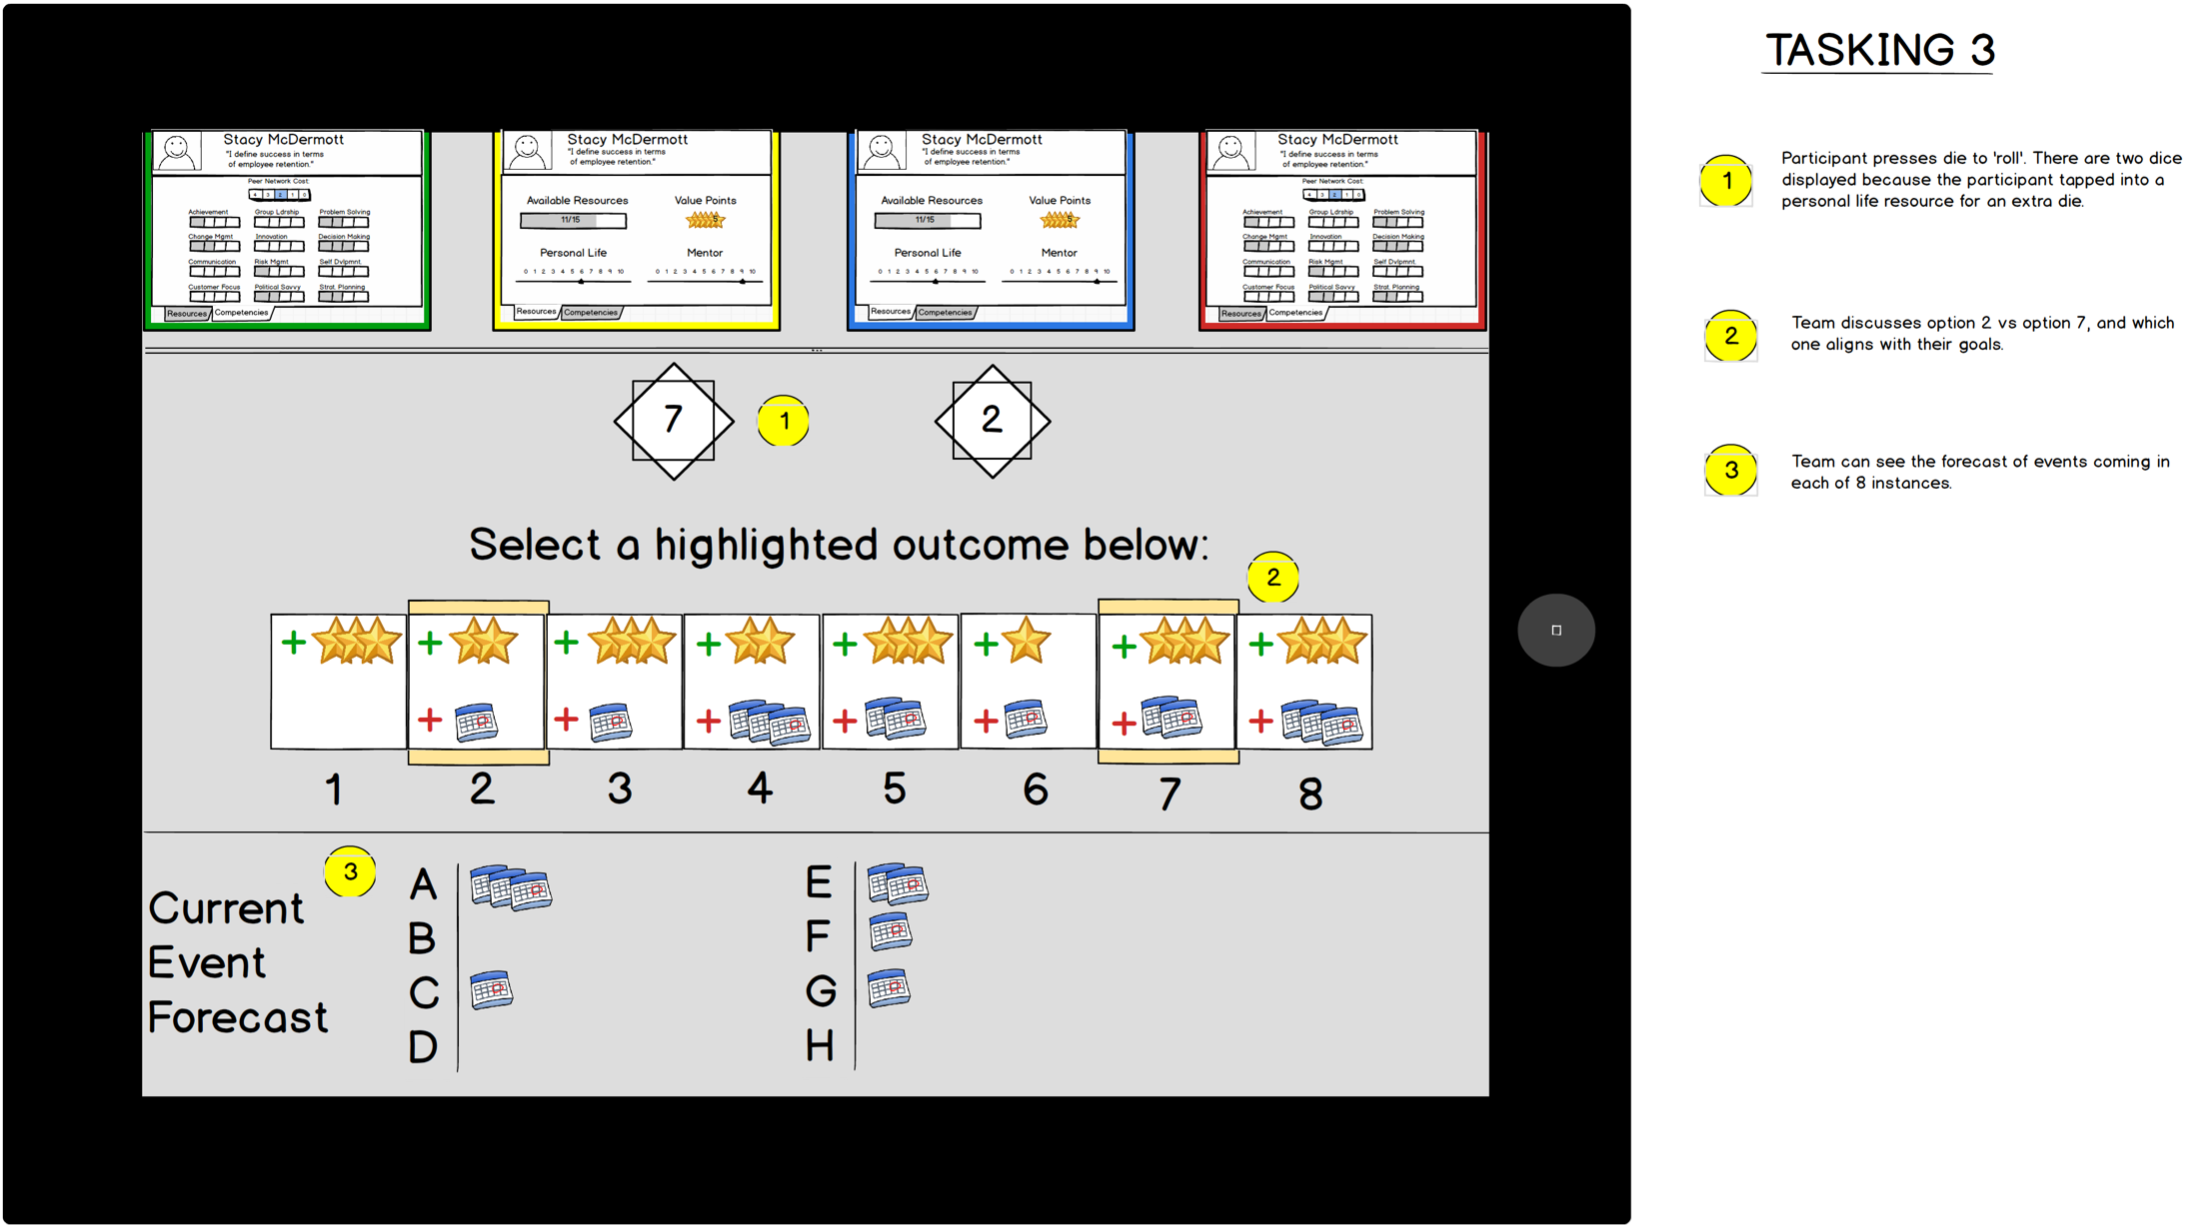 TASKING 3
Stacy McDermott
"I define success in terms
of employee retention."
Peer Network Cost:
4 3 2 1 0
Achievement Group Ldrship Problem Solving
Change Mgmt Innovation Decision Making
Communication Risk Mgmt Self Dvlpmnt.
Customer Focus Political Savvy Strat. Planning
Resources Competencies
Stacy McDermott
"I define success in terms
of employee retention."
Available Resources Value Points
11/15 5
Personal Life Mentor
0 1 2 3 4 5 6 7 8 9 10 0 1 2 3 4 5 6 7 8 9 10
Resources Competencies
Stacy McDermott
"I define success in terms
of employee retention."
Available Resources Value Points
11/15 5
Personal Life Mentor
0 1 2 3 4 5 6 7 8 9 10 0 1 2 3 4 5 6 7 8 9 10
Resources Competencies
Stacy McDermott
"I define success in terms
of employee retention."
Peer Network Cost:
4 3 2 1 0
Achievement Group Ldrship Problem Solving
Change Mgmt Innovation Decision Making
Communication Risk Mgmt Self Dvlpmnt.
Customer Focus Political Savvy Strat. Planning
Resources Competencies
7 1 2
Select a highlighted outcome below:
2
+ + + + + + + +
+ + + + + + +
1 2 3 4 5 6 7 8
Current
Event
Forecast
3
A
B
C
D
E
F
G
H
1
Participant presses die to 'roll'. There are two dice
displayed because the participant tapped into a
personal life resource for an extra die.
2
Team discusses option 2 vs option 7, and which
one aligns with their goals.
3
Team can see the forecast of events coming in
each of 8 instances.